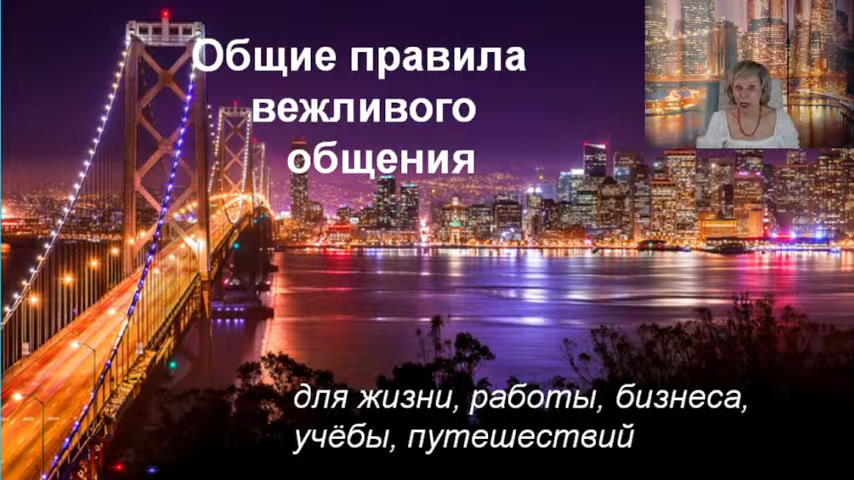 Общие правила
вежливого
общения
для жизни, работы, бизнеса,
учёбы, путешествий